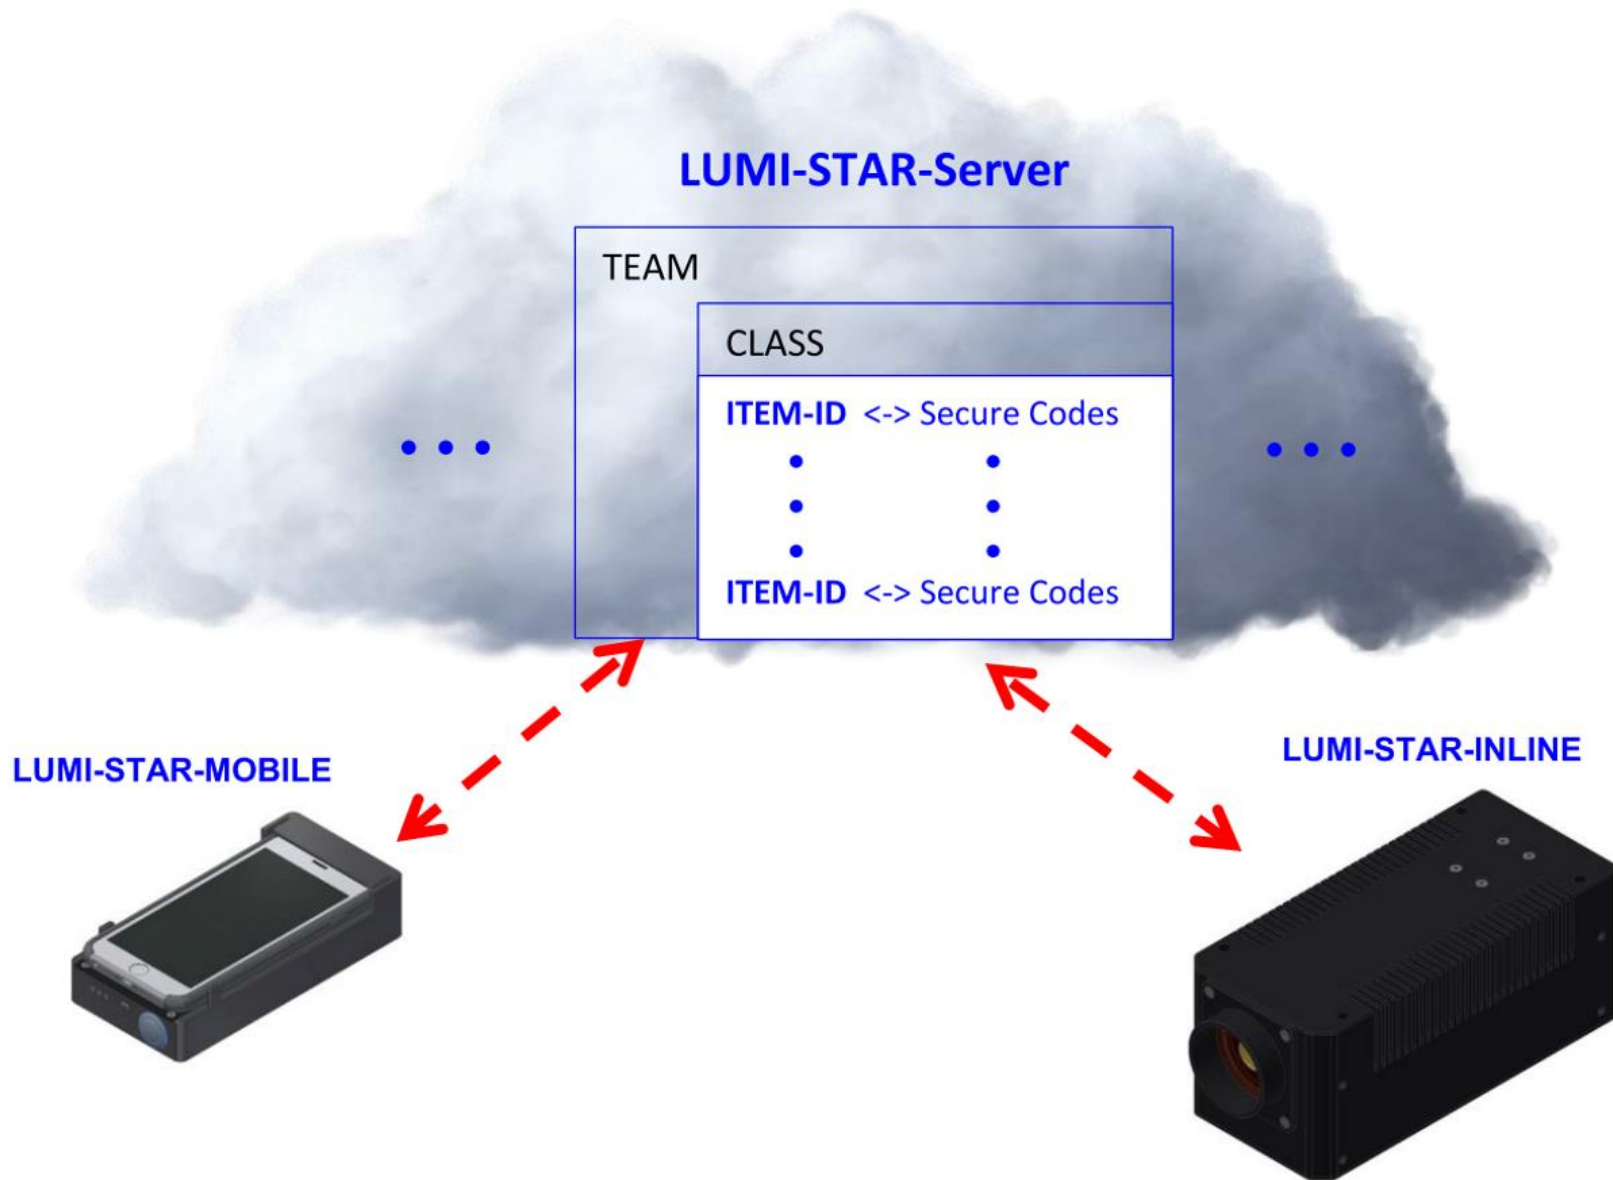 LUMI-STAR-Server
TEAM
CLASS
ITEM-ID <-> Secure Codes
ITEM-ID <-> Secure Codes
LUMI-STAR-MOBILE
LUMI-STAR-INLINE